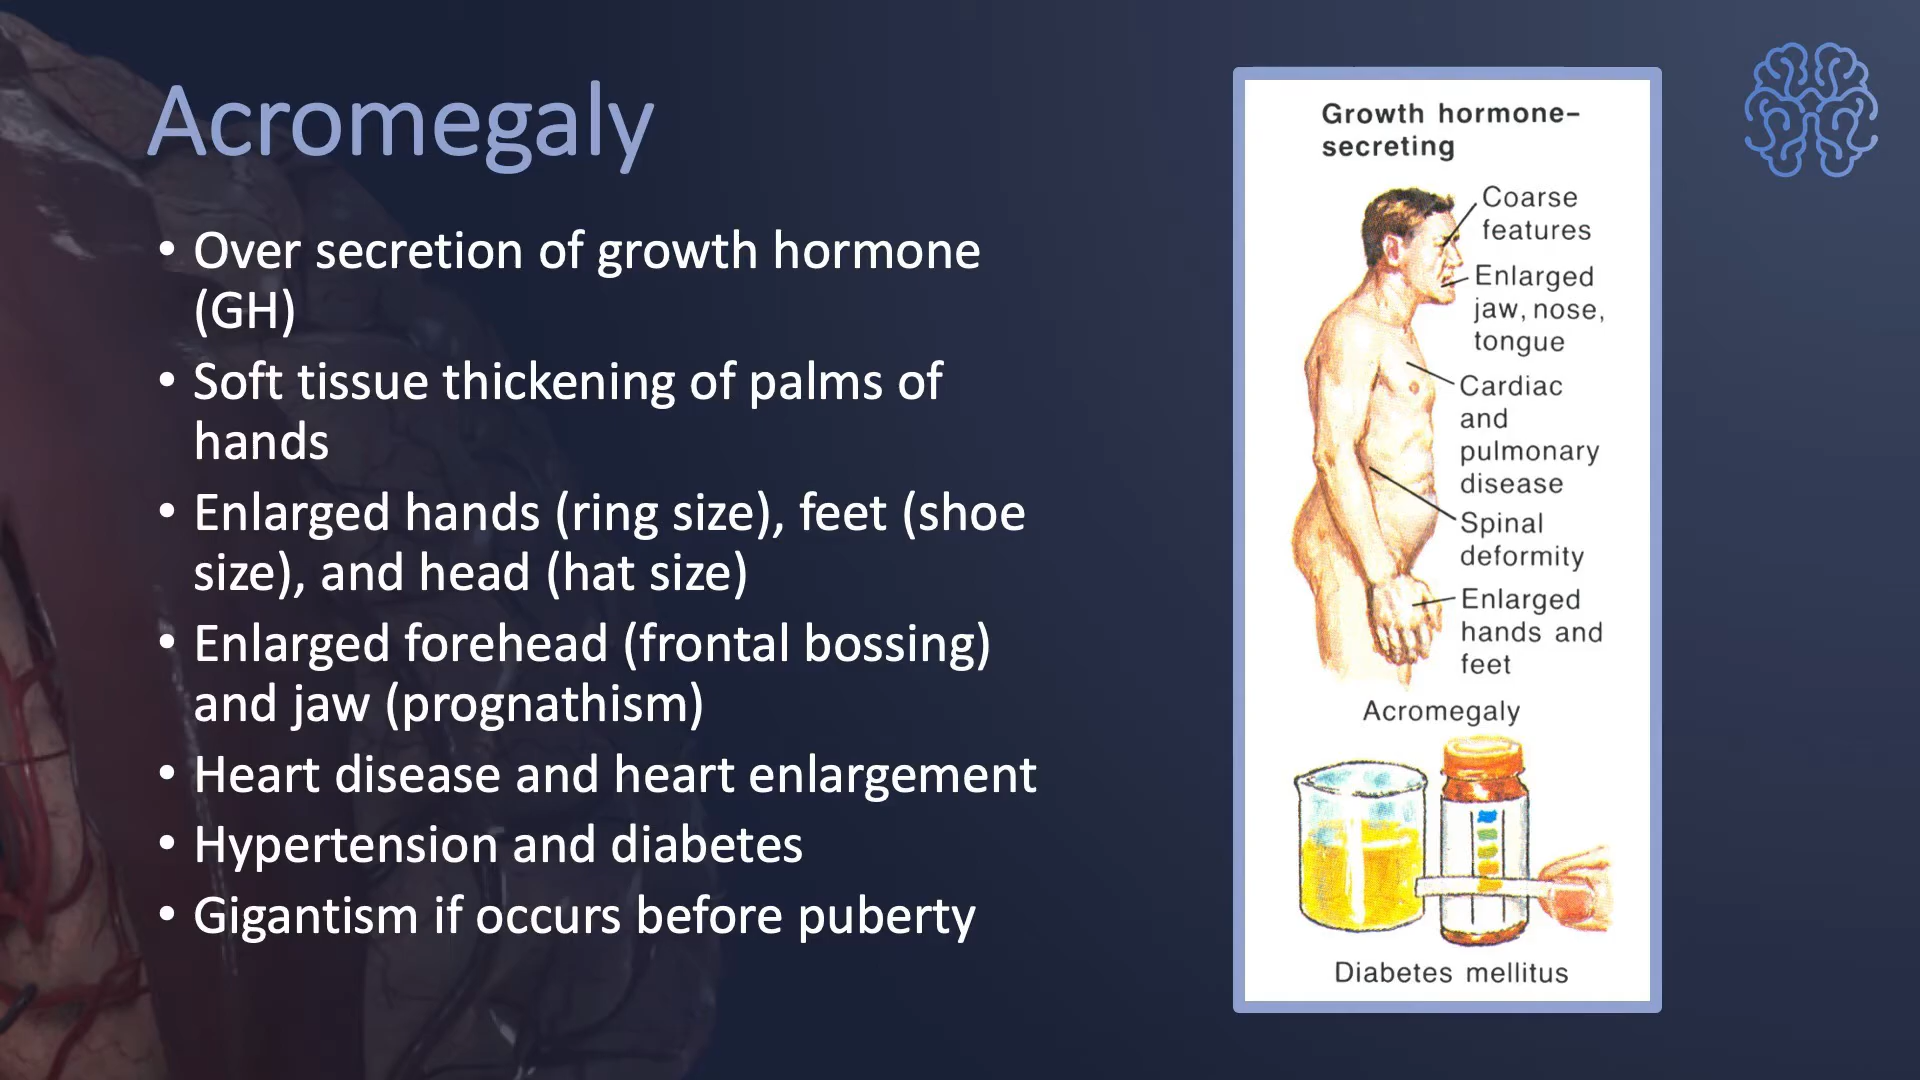 Acromegaly
• Over secretion of growth hormone
(GH)
• Soft tissue thickening of palms of
hands
• Enlarged hands (ring size), feet (shoe
size), and head (hat size)
• Enlarged forehead (frontal bossing)
and jaw (prognathism)
• Heart disease and heart enlargement
• Hypertension and diabetes
• Gigantism if occurs before puberty
Growth hormone–
secreting
Coarse
features
Enlarged
jaw, nose,
tongue
Cardiac
and
pulmonary
disease
Spinal
deformity
Enlarged
hands and
feet
Acromegaly
Diabetes mellitus